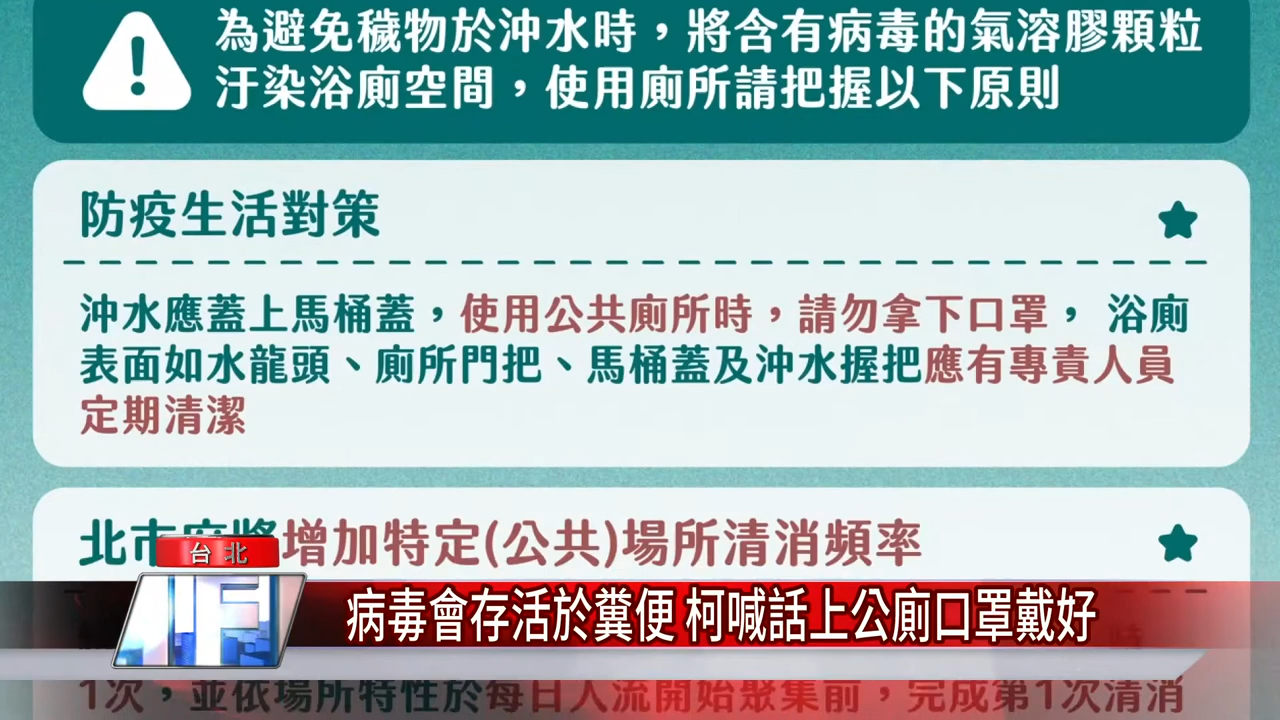 為避免穢物於沖水時，將含有病毒的氣溶膠顆粒
汙染浴廁空間，使用廁所請把握以下原則
防疫生活對策
沖水應蓋上馬桶蓋，使用公共廁所時，請勿拿下口罩， 浴廁
表面如水龍頭、廁所門把、馬桶蓋及沖水握把應有專責人員
定期清潔
北市府將增加特定(公共)場所清消頻率
台北
病毒會存活於糞便 柯喊話上公廁口罩戴好
1次，並依場所特性於每日人流開始聚集前，完成第1次清消